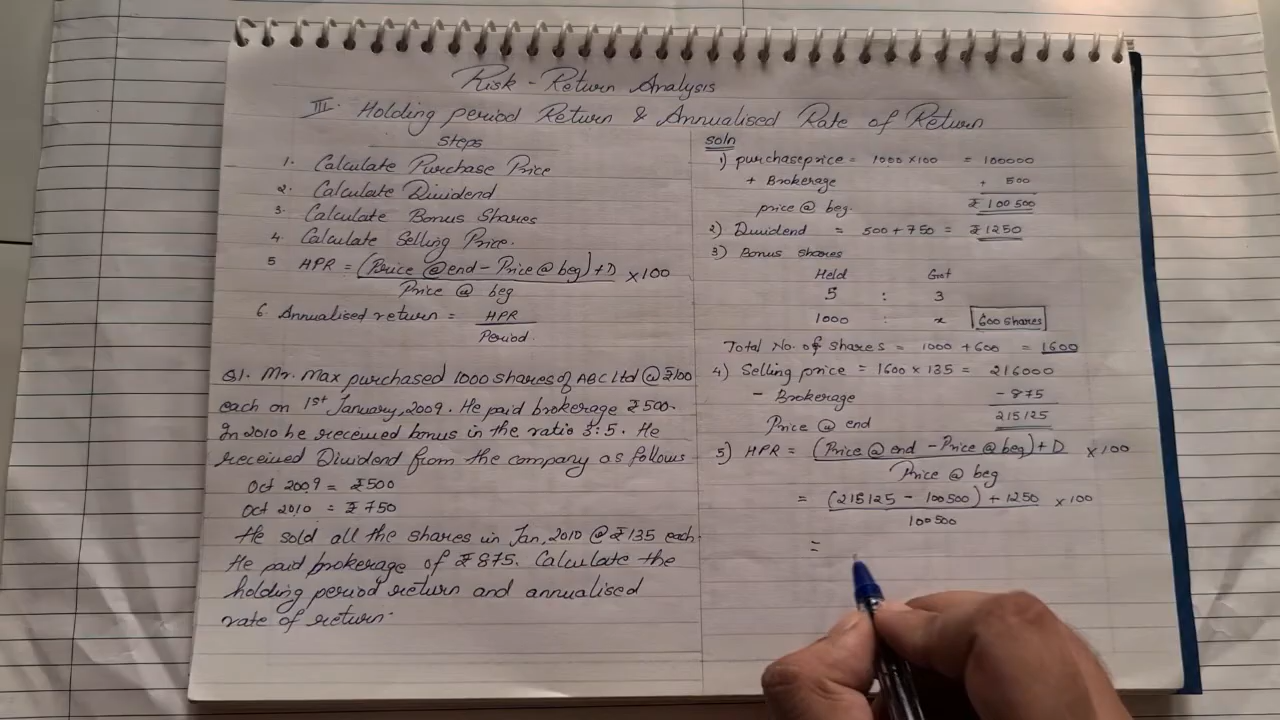 Risk - Return Analysis
III. Holding period Return & Annualised Rate of Return
Steps
1. Calculate Purchase Price
2. Calculate Dividend
3. Calculate Bonus Shares
4. Calculate Selling Price.
5 HPR = (Price @ end - Price @ beg) + D × 100
Price @ beg
6. Annualised return = HPR
Period.
Q1. Mr. Max purchased 1000 shares of ABC Ltd @ ₹100
each on 1st January, 2009. He paid brokerage ₹500.
In 2010 he received bonus in the ratio 3:5. He
received Dividend from the company as follows
Oct 2009 = ₹500
Oct 2010 = ₹750
He sold all the shares in Jan, 2010 @ ₹135 each
He paid brokerage of ₹875. Calculate the
holding period return and annualised
rate of return.
Soln
1) purchase price = 1000 × 100 = 100000
+ Brokerage + 500
price @ beg. ₹ 100500
2) Dividend = 500 + 750 = ₹1250
3) Bonus shares
Held Got
5 : 3
1000 : x 600 shares
Total No. of shares = 1000 + 600 = 1600
4) Selling price = 1600 × 135 = 216000
- Brokerage - 875
Price @ end 215125
5) HPR = (Price @ end - Price @ beg) + D × 100
Price @ beg
= (215125 - 100500) + 1250 × 100
100500
=